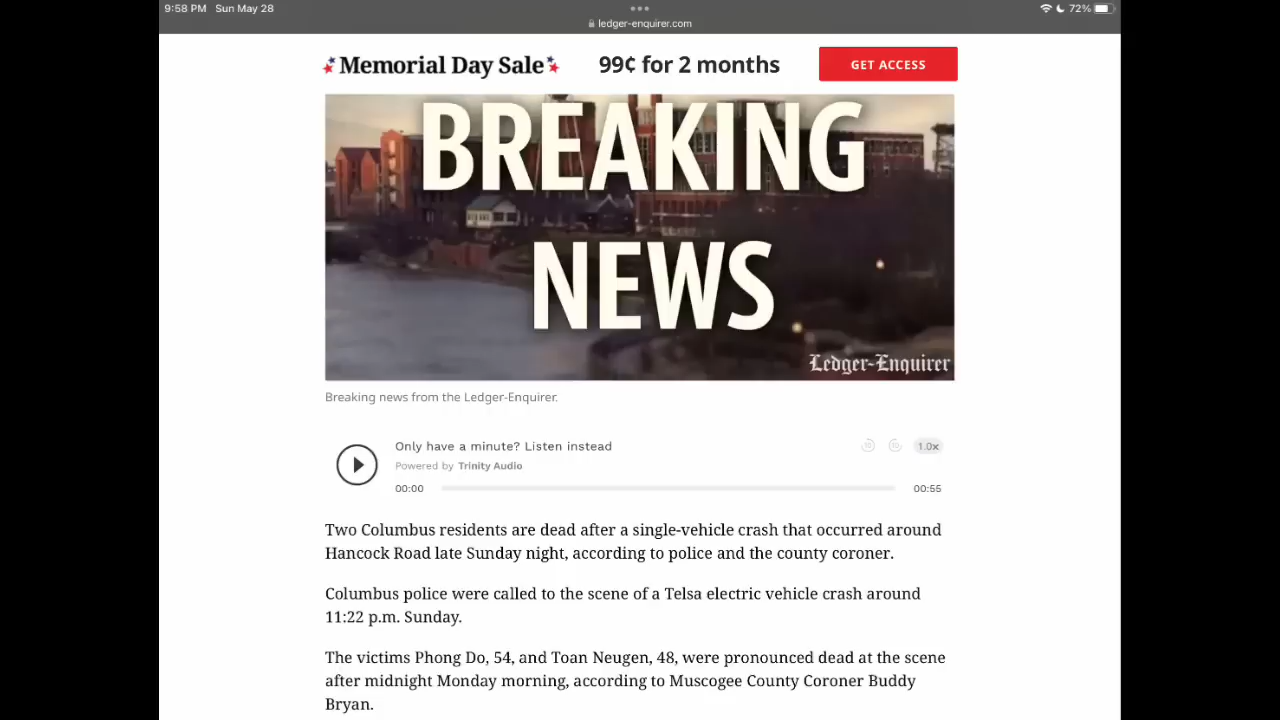 9:58 PM Sun May 28
72%
ledger-enquirer.com
Memorial Day Sale 99¢ for 2 months GET ACCESS
BREAKING
NEWS
Ledger-Enquirer
Breaking news from the Ledger-Enquirer.
Only have a minute? Listen instead
1.0x
Powered by Trinity Audio
00:00 00:55
Two Columbus residents are dead after a single-vehicle crash that occurred around
Hancock Road late Sunday night, according to police and the county coroner.
Columbus police were called to the scene of a Telsa electric vehicle crash around
11:22 p.m. Sunday.
The victims Phong Do, 54, and Toan Neugen, 48, were pronounced dead at the scene
after midnight Monday morning, according to Muscogee County Coroner Buddy
Bryan.